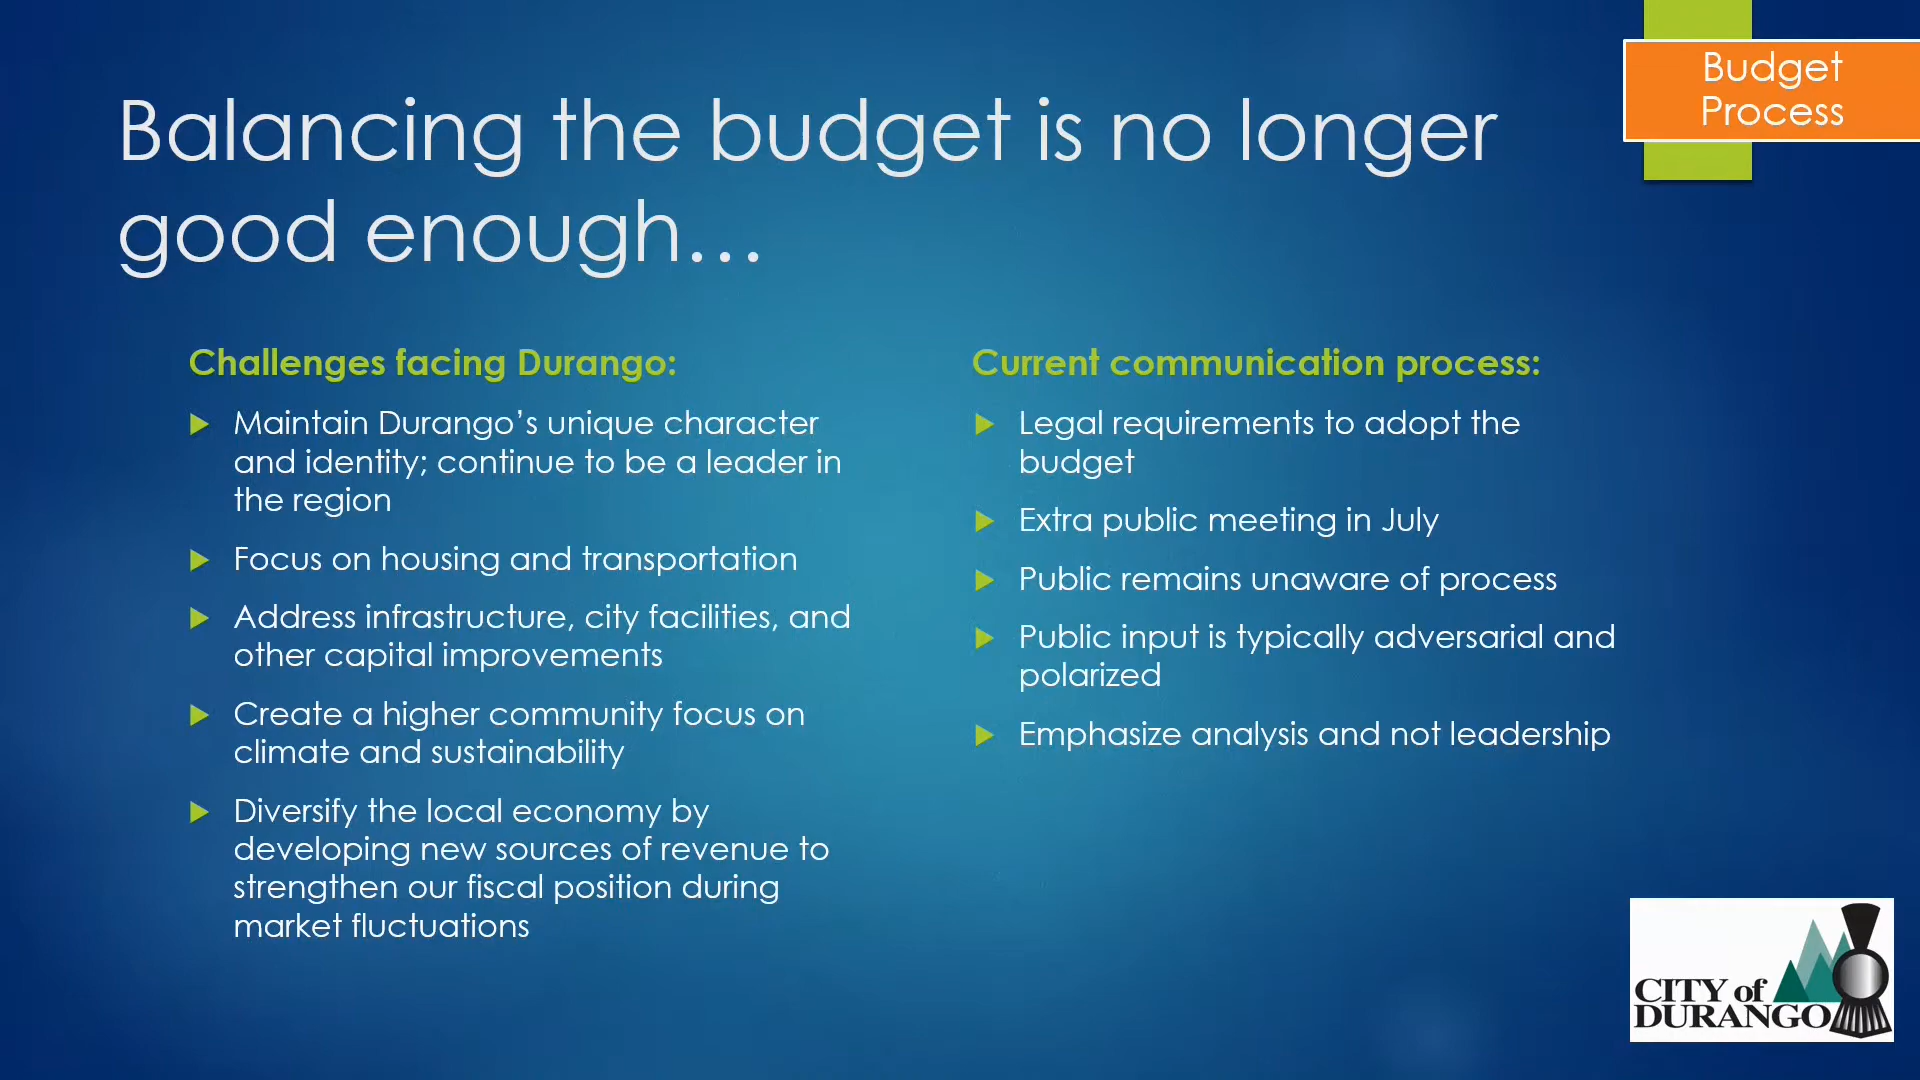 Budget
Process
Balancing the budget is no longer
good enough…
Challenges facing Durango:
Maintain Durango’s unique character
and identity; continue to be a leader in
the region
Focus on housing and transportation
Address infrastructure, city facilities, and
other capital improvements
Create a higher community focus on
climate and sustainability
Diversify the local economy by
developing new sources of revenue to
strengthen our fiscal position during
market fluctuations
Current communication process:
Legal requirements to adopt the
budget
Extra public meeting in July
Public remains unaware of process
Public input is typically adversarial and
polarized
Emphasize analysis and not leadership
CITY of
DURANGO